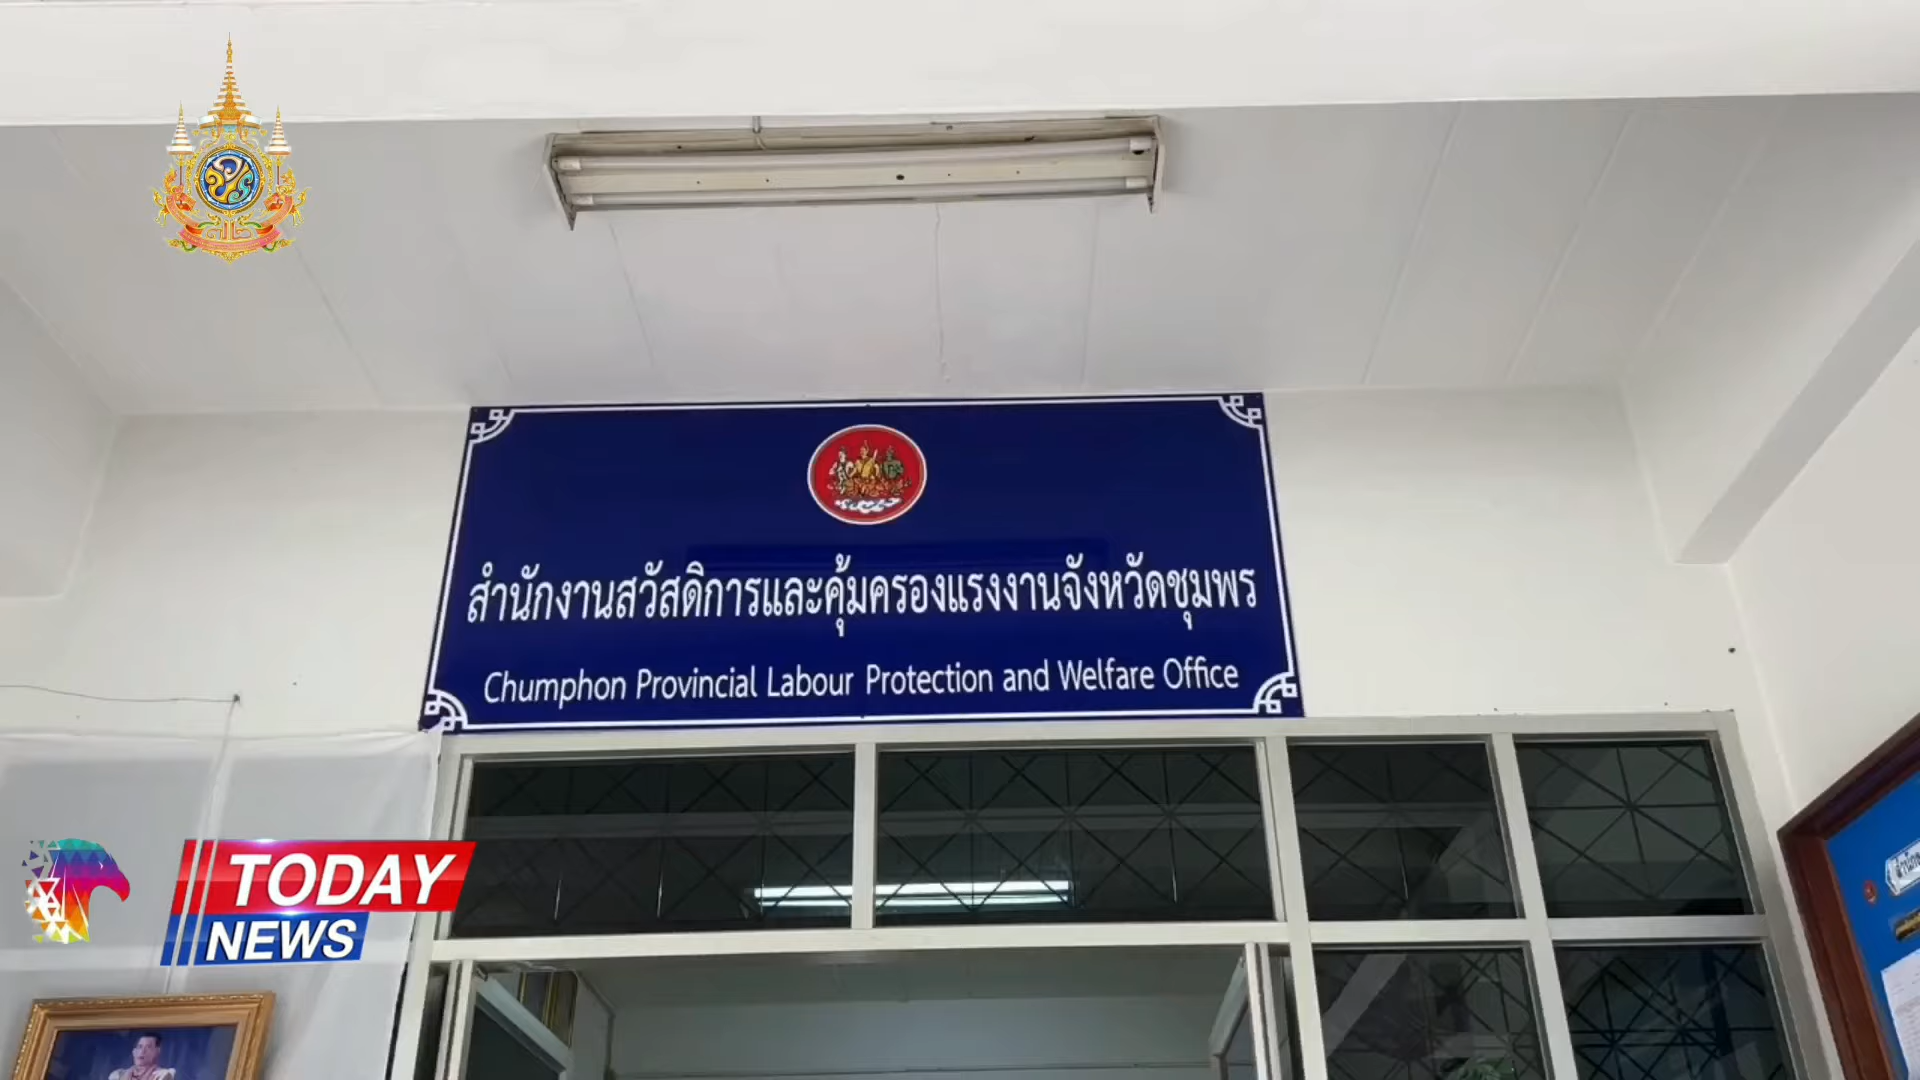 สำนักงานสวัสดิการและคุ้มครองแรงงานจังหวัดชุมพร
Chumphon Provincial Labour Protection and Welfare Office
TODAY
NEWS